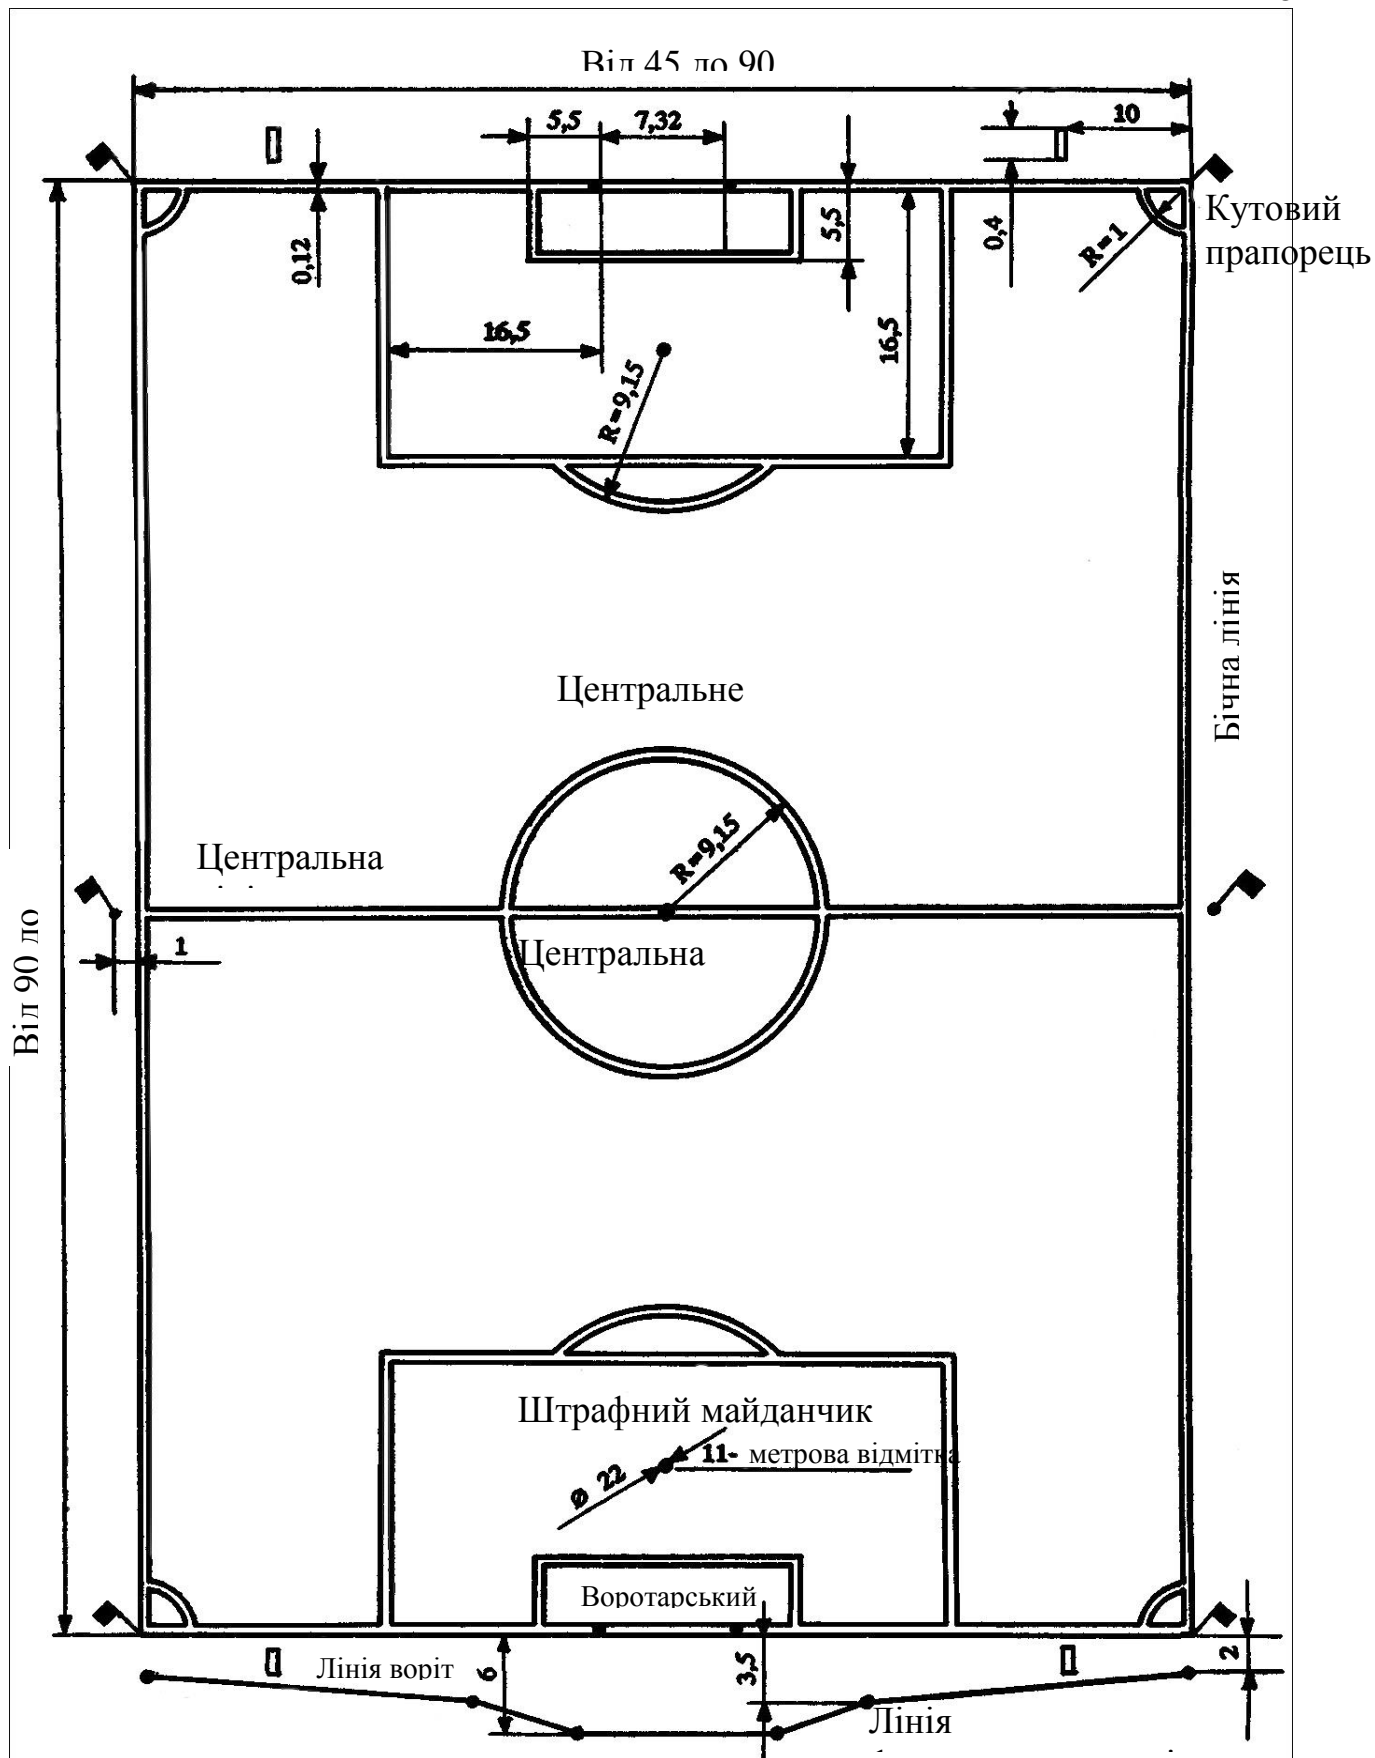 Від 45 до 90
5,5
7,32
10
0,12
5,5
0,4
R=1
Кутовий
прапорець
16,5
16,5
R=9,15
Бічна лінія
Центральне
R=9,15
Центральна
Від 90 до
1
Центральна
Штрафний майданчик
11- метрова відмітка
ø 22
Воротарський
Лінія воріт
6
3,5
2
Лінія